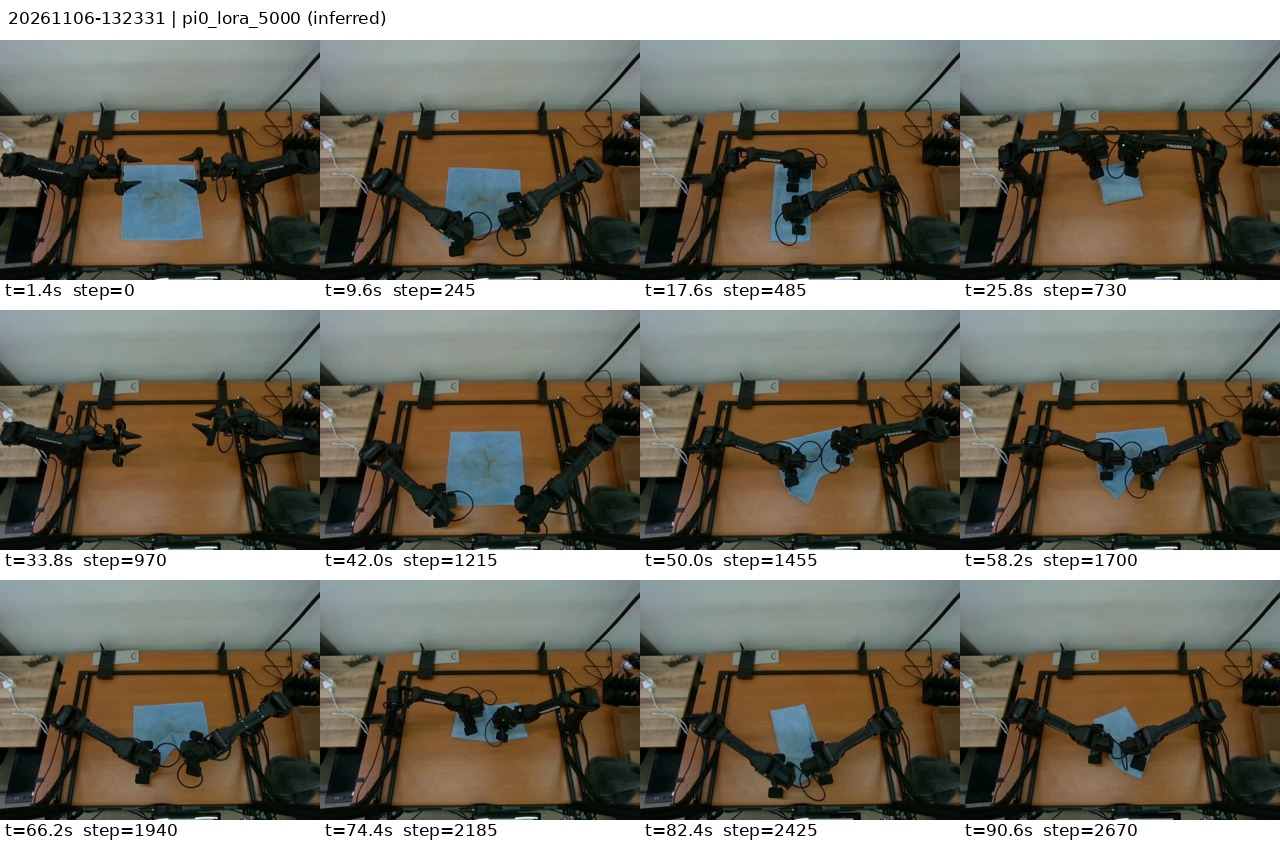 20261106-132331 | pi0_lora_5000 (inferred)
t=1.4s step=0
t=9.6s step=245
t=17.6s step=485
t=25.8s step=730
t=33.8s step=970
t=42.0s step=1215
t=50.0s step=1455
t=58.2s step=1700
t=66.2s step=1940
t=74.4s step=2185
t=82.4s step=2425
t=90.6s step=2670